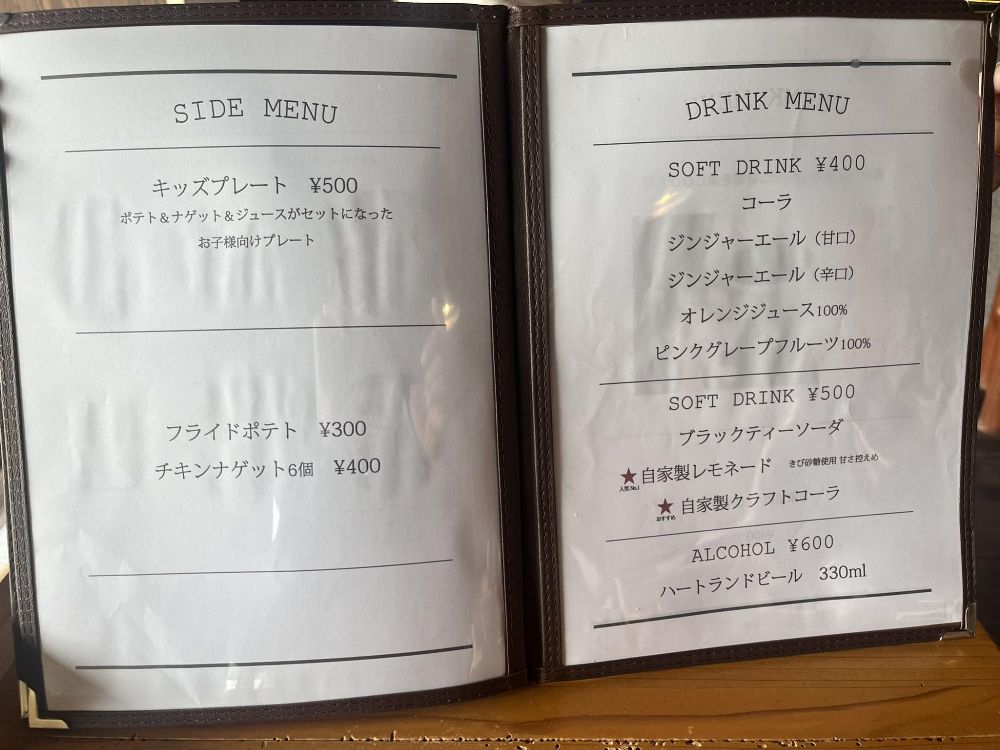 SIDE MENU
キッズプレート ¥500
ポテト＆ナゲット＆ジュースがセットになった
お子様向けプレート
フライドポテト ¥300
チキンナゲット6個 ¥400
DRINK MENU
SOFT DRINK ¥400
コーラ
ジンジャーエール（甘口）
ジンジャーエール（辛口）
オレンジジュース100%
ピンクグレープフルーツ100%
SOFT DRINK ¥500
ブラックティーソーダ
★自家製レモネード きび砂糖使用 甘さ控えめ
人気No.1
★ 自家製クラフトコーラ
おすすめ
ALCOHOL ¥600
ハートランドビール 330ml